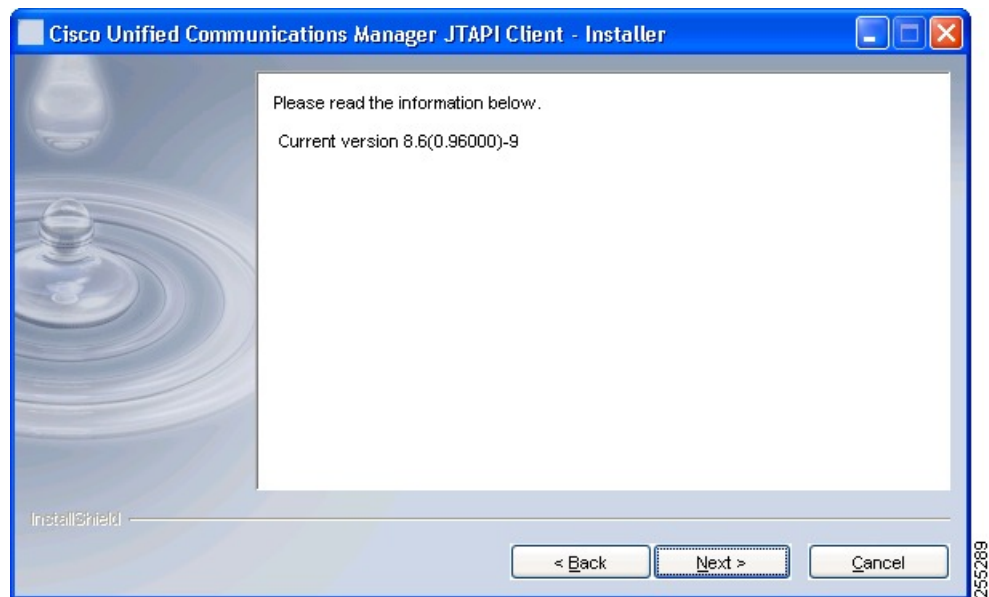 Cisco Unified Communications Manager JTAPI Client - Installer
Please read the information below.
Current version 8.6(0.96000)-9
InstallShield
< Back
Next >
Cancel
255289